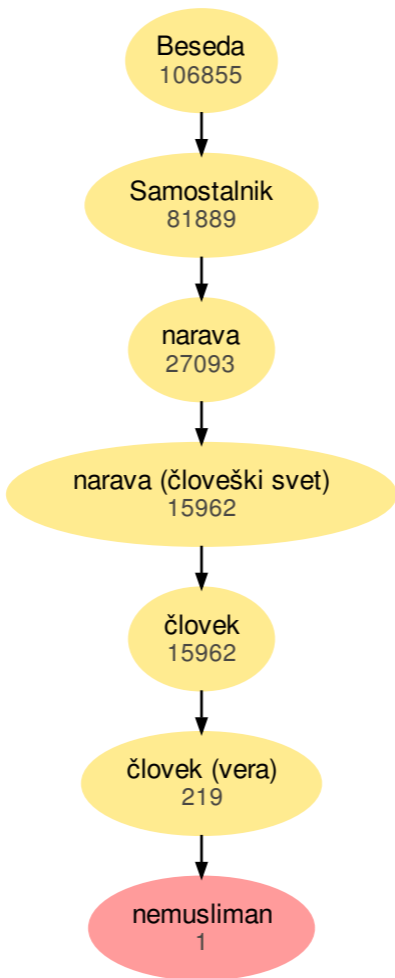 Beseda
106855
Samostalnik
81889
narava
27093
narava (človeški svet)
15962
človek
15962
človek (vera)
219
nemusliman
1